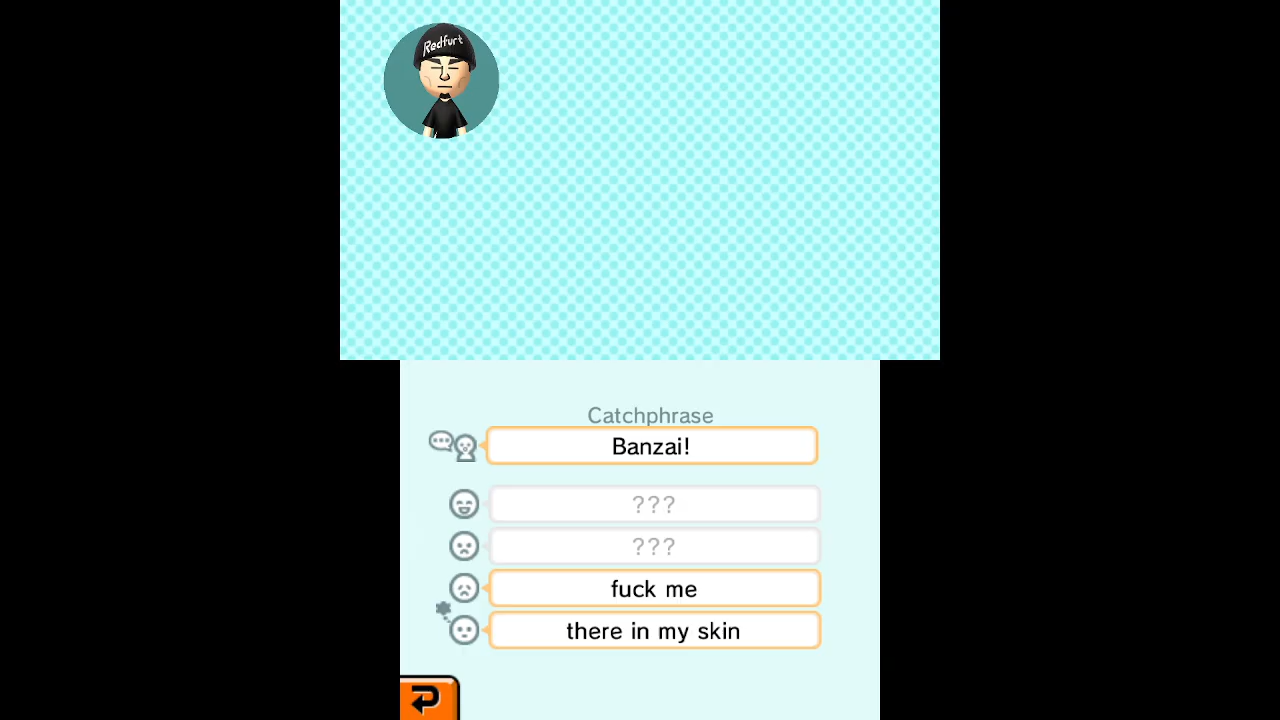 Redfurt
Catchphrase
Banzai!
???
???
fuck me
there in my skin